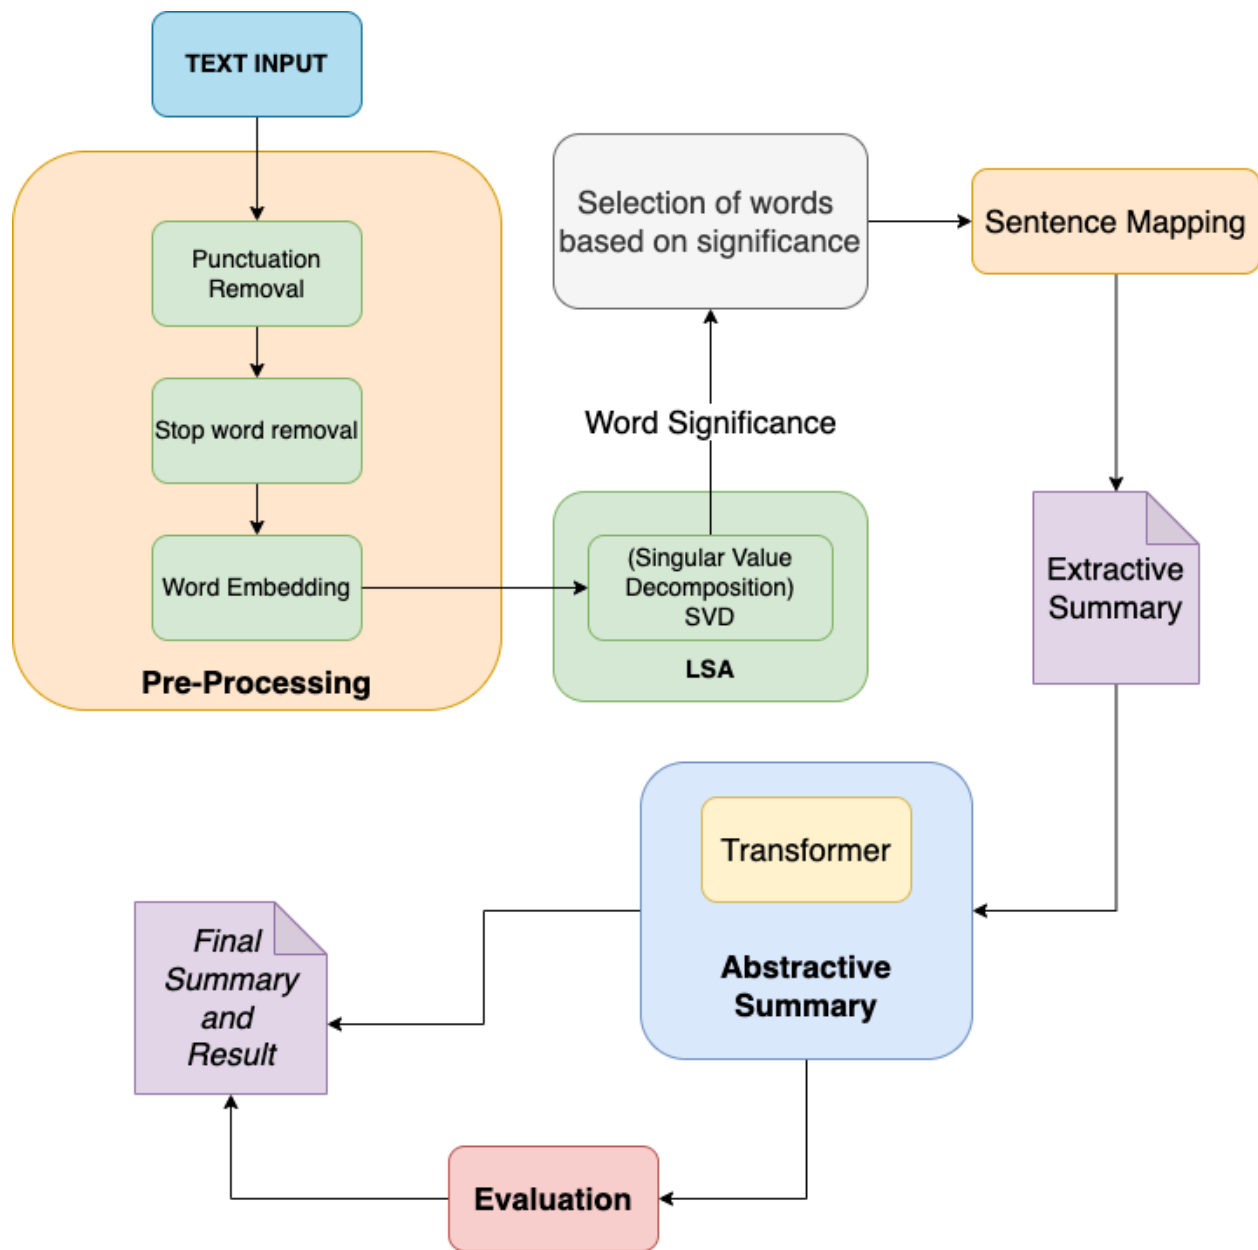 TEXT INPUT
Punctuation
Removal
Stop word removal
Word Embedding
Pre-Processing
(Singular Value
Decomposition)
SVD
LSA
Word Significance
Selection of words
based on significance
Sentence Mapping
Extractive
Summary
Transformer
Abstractive
Summary
Final
Summary
and
Result
Evaluation